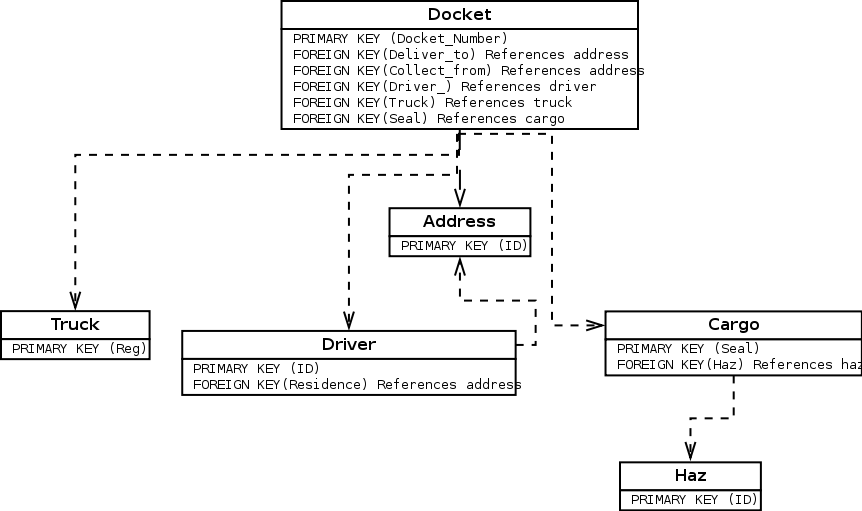 Docket
PRIMARY KEY (Docket_Number)
FOREIGN KEY(Deliver_to) References address
FOREIGN KEY(Collect_from) References address
FOREIGN KEY(Driver_) References driver
FOREIGN KEY(Truck) References truck
FOREIGN KEY(Seal) References cargo
Address
PRIMARY KEY (ID)
Truck
PRIMARY KEY (Reg)
Driver
PRIMARY KEY (ID)
FOREIGN KEY(Residence) References address
Cargo
PRIMARY KEY (Seal)
FOREIGN KEY(Haz) References haz
Haz
PRIMARY KEY (ID)